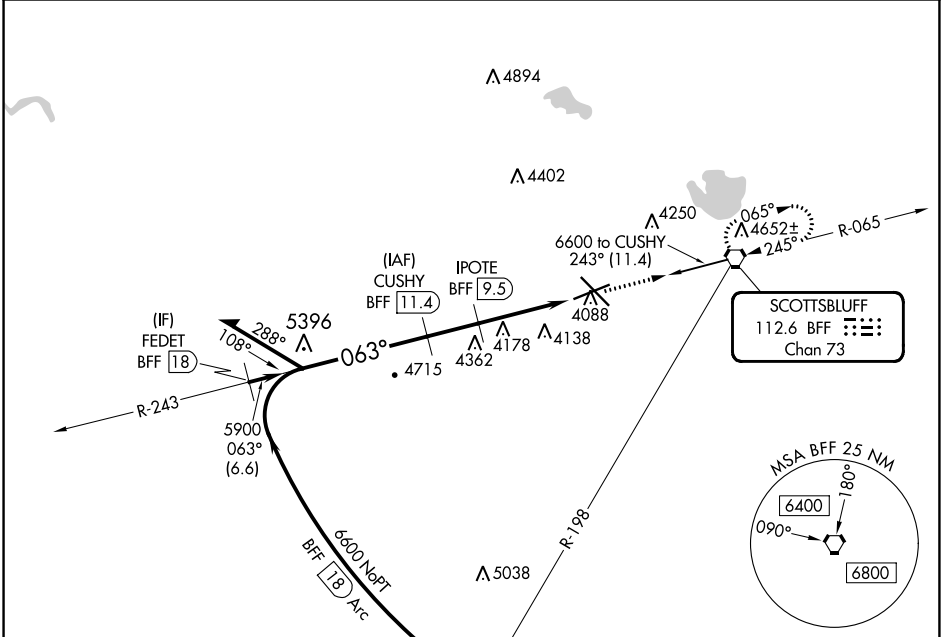 4894
4402
4250
065°
4652±
245°
R-065
6600 to CUSHY
243° (11.4)
(IAF)
CUSHY
BFF 11.4
IPOTE
BFF 9.5
4088
SCOTTSBLUFF
112.6 BFF
Chan 73
(IF)
FEDET
BFF 18
288°
108°
5396
063°
4715
4362
4178
4138
R-243
5900
063°
(6.6)
6600 NoPT
BFF 18 Arc
R-198
5038
MSA BFF 25 NM
180°
6400
090°
6800